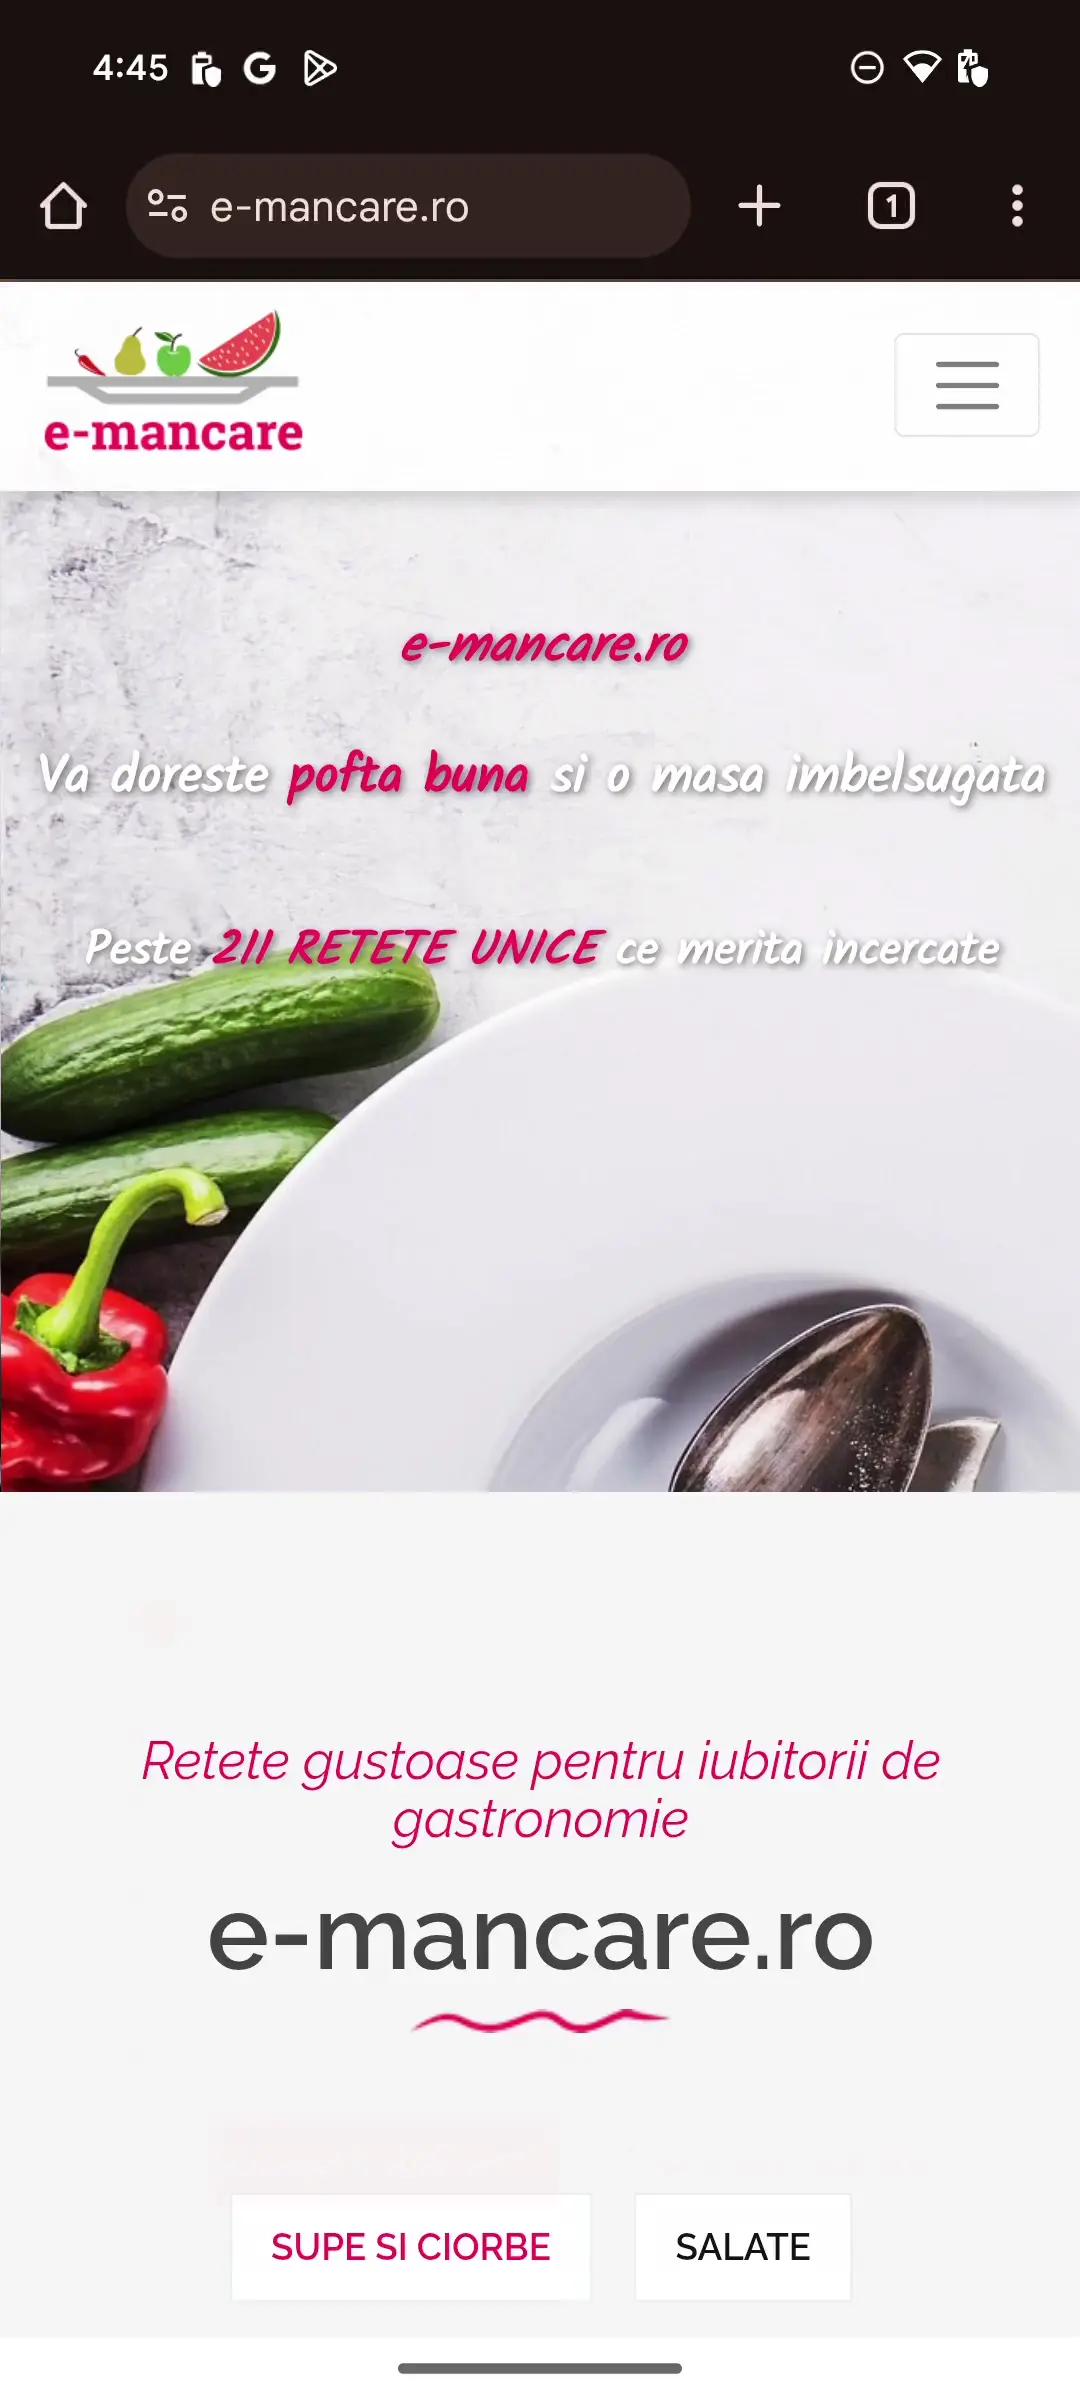 4:45
e-mancare.ro
1
e-mancare
e-mancare.ro
Va doreste pofta buna si o masa imbelsugata
Peste 211 RETETE UNICE ce merita incercate
Retete gustoase pentru iubitorii de
gastronomie
e-mancare.ro
SUPE SI CIORBE
SALATE